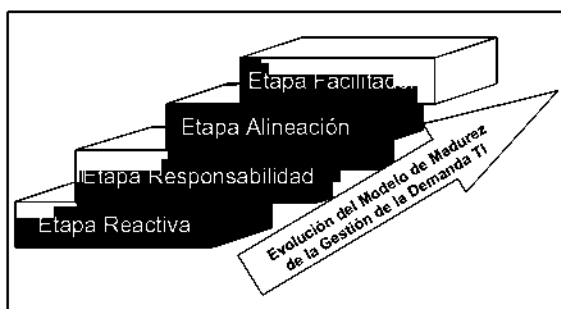 Etapa Facilitador
Etapa Alineación
Etapa Responsabilidad
Etapa Reactiva
Evolución del Modelo de Madurez
de la Gestión de la Demanda TI